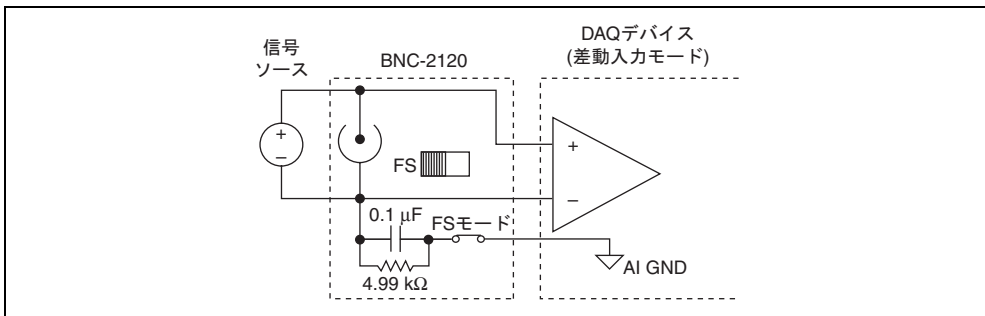 信号
ソース
BNC-2120
DAQデバイス
(差動入力モード)
+
−
+
−
FS
0.1 μF
FSモード
4.99 kΩ
AI GND